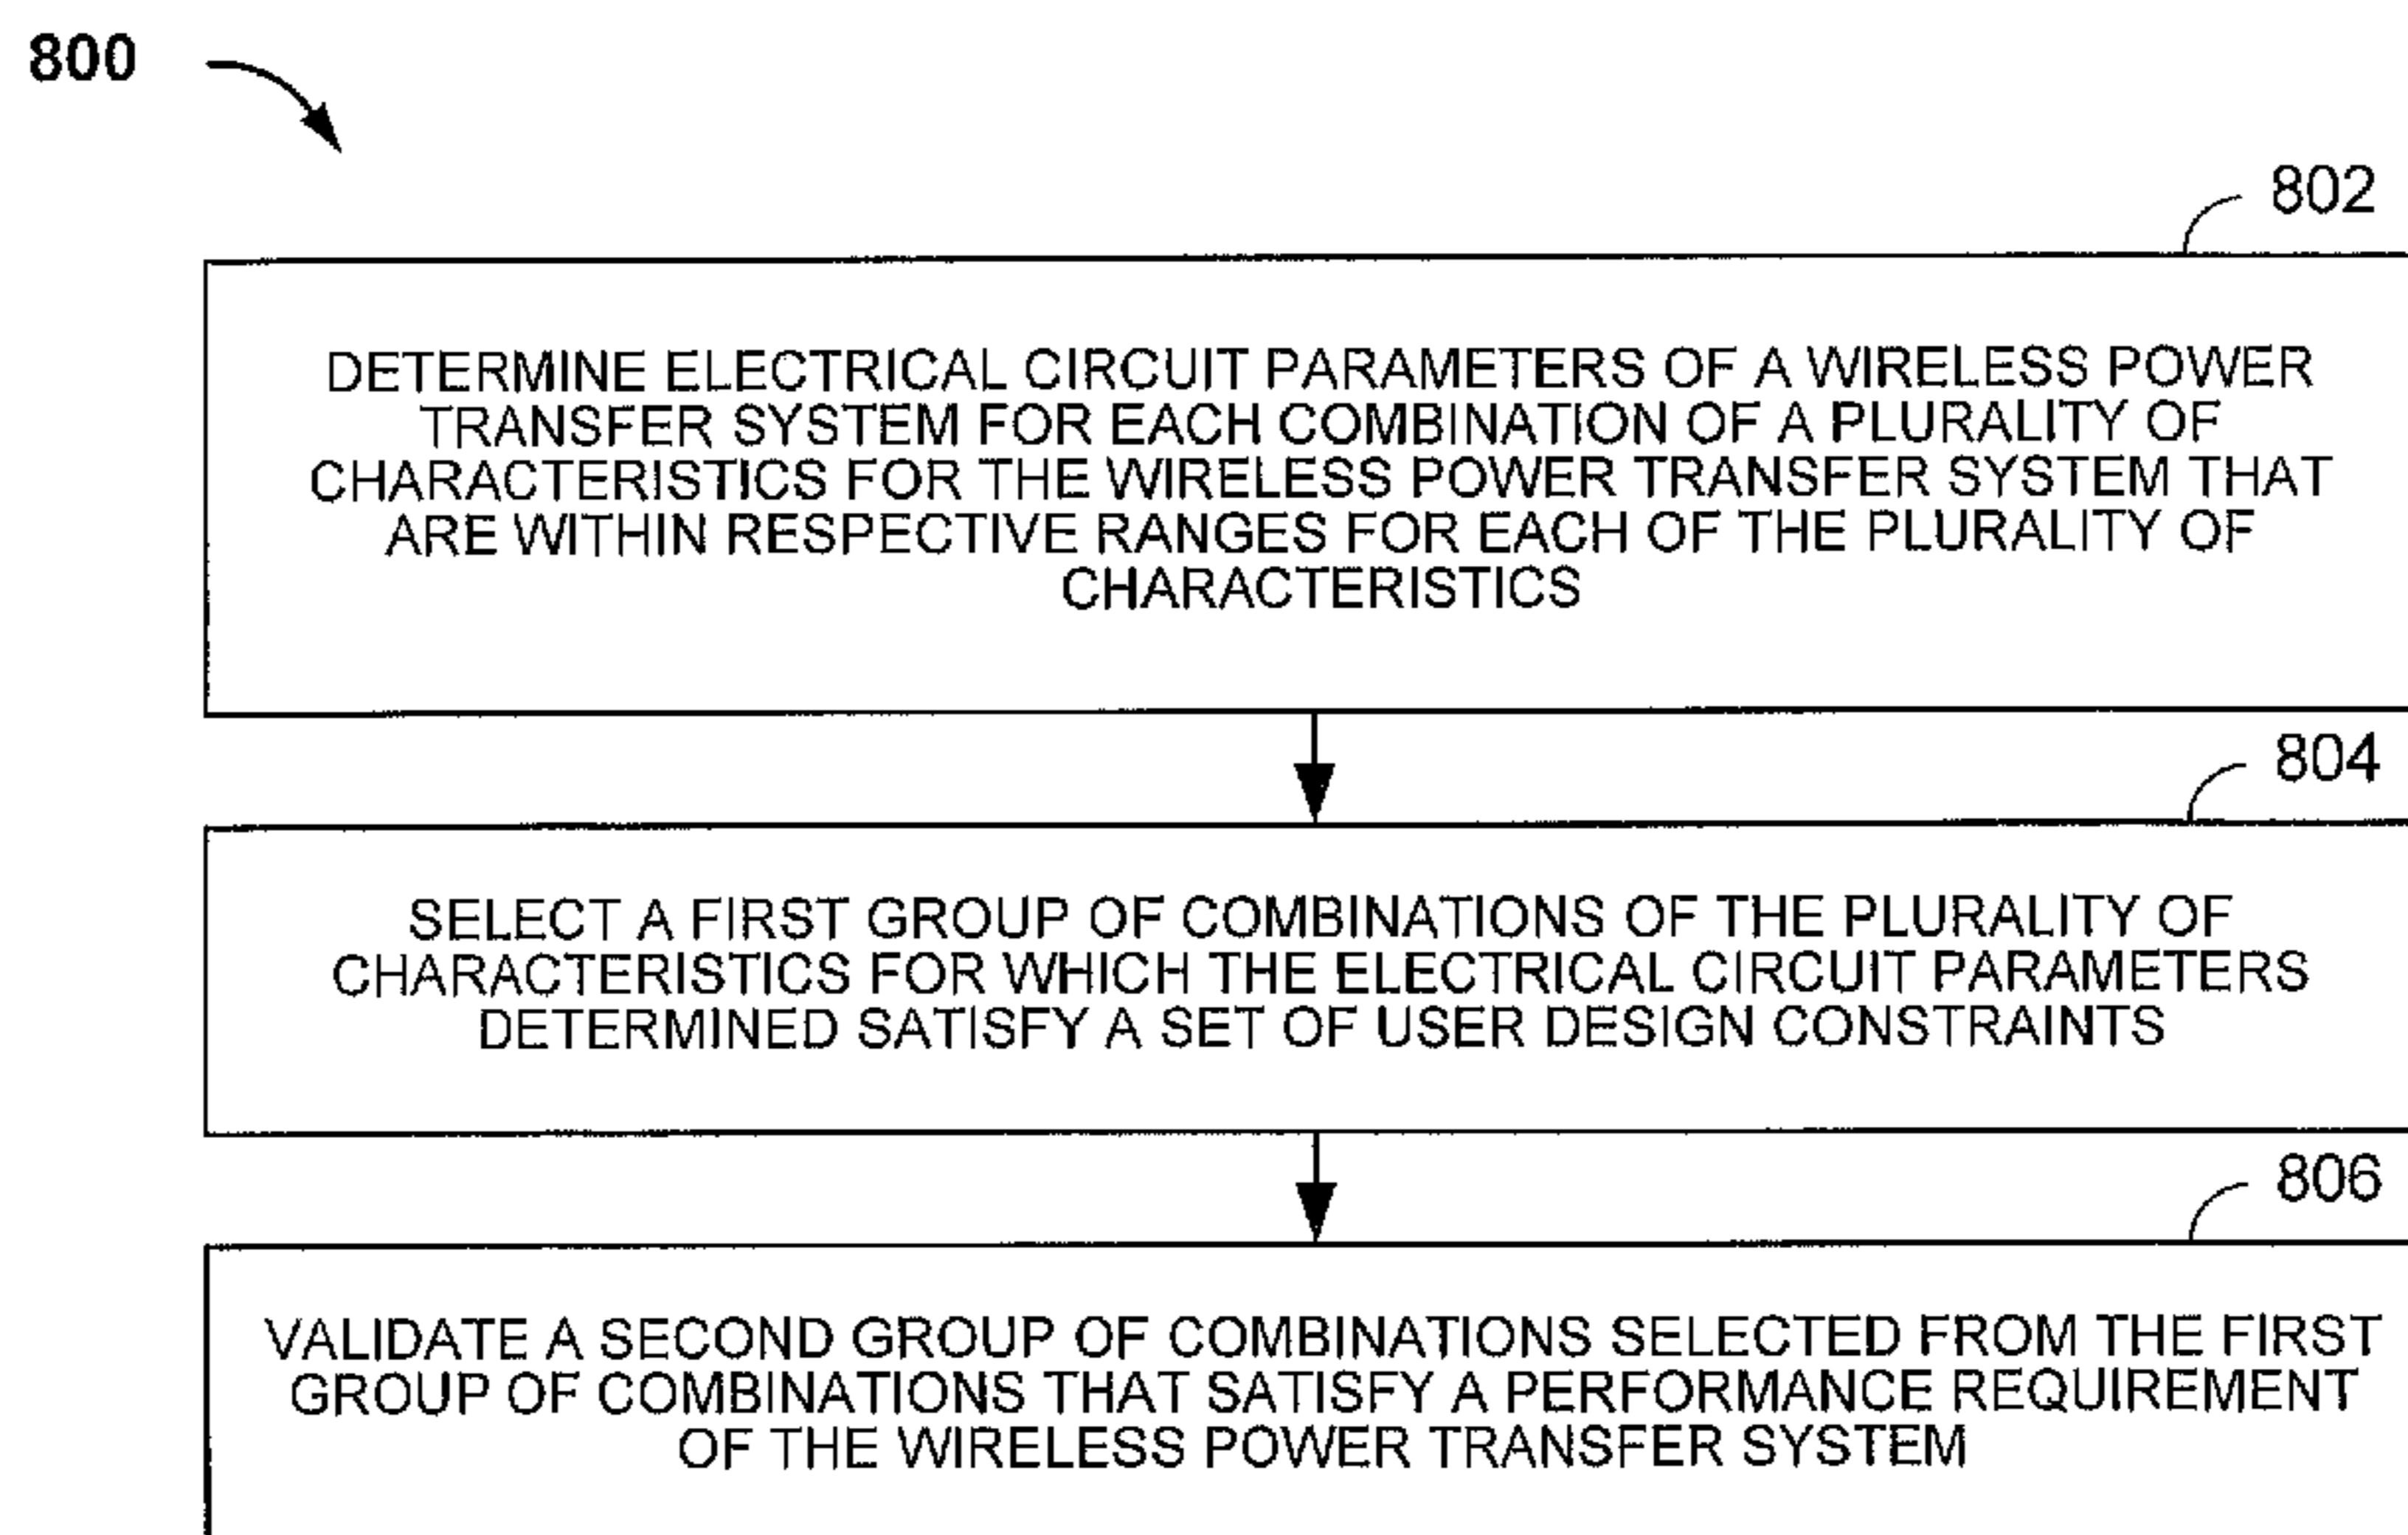 800
802
DETERMINE ELECTRICAL CIRCUIT PARAMETERS OF A WIRELESS POWER
TRANSFER SYSTEM FOR EACH COMBINATION OF A PLURALITY OF
CHARACTERISTICS FOR THE WIRELESS POWER TRANSFER SYSTEM THAT
ARE WITHIN RESPECTIVE RANGES FOR EACH OF THE PLURALITY OF
CHARACTERISTICS
804
SELECT A FIRST GROUP OF COMBINATIONS OF THE PLURALITY OF
CHARACTERISTICS FOR WHICH THE ELECTRICAL CIRCUIT PARAMETERS
DETERMINED SATISFY A SET OF USER DESIGN CONSTRAINTS
806
VALIDATE A SECOND GROUP OF COMBINATIONS SELECTED FROM THE FIRST
GROUP OF COMBINATIONS THAT SATISFY A PERFORMANCE REQUIREMENT
OF THE WIRELESS POWER TRANSFER SYSTEM